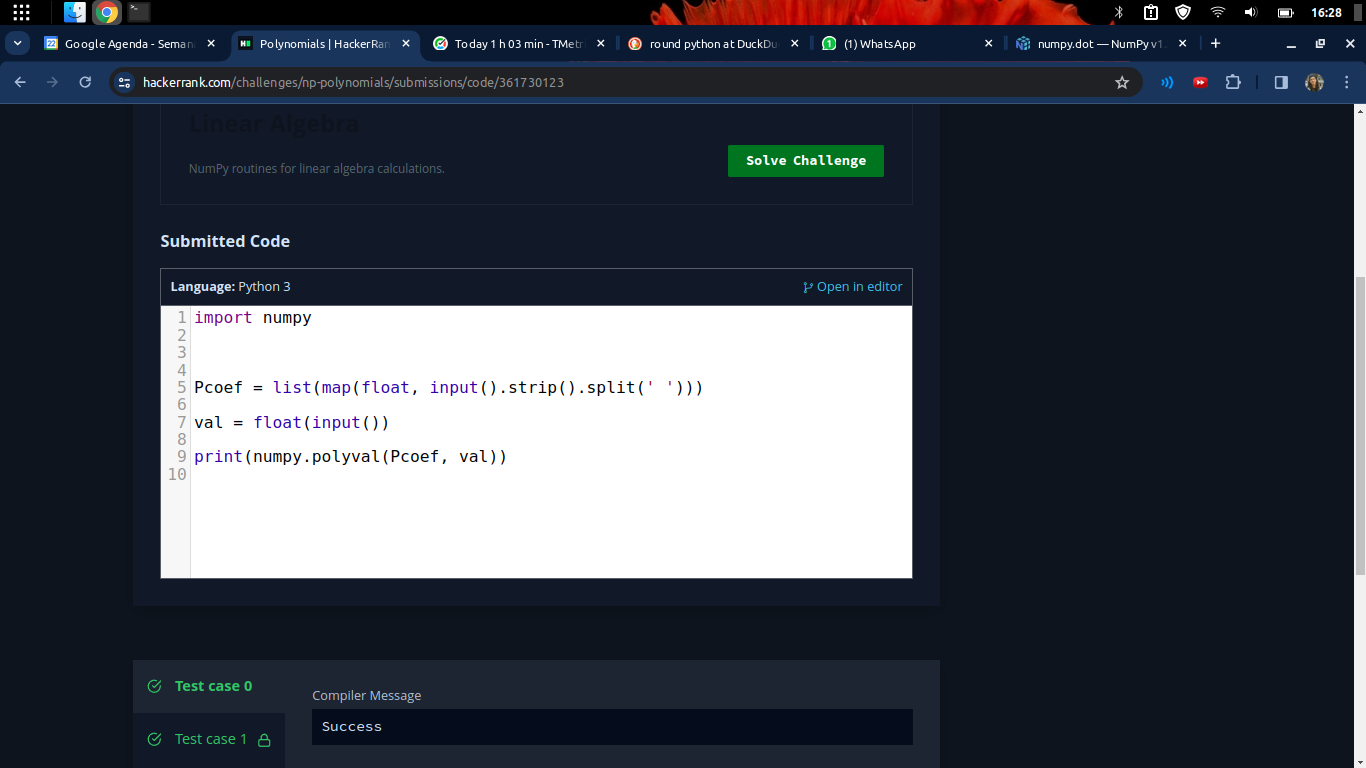 16:28
Google Agenda - Seman
Polynomials | HackerRan
Today 1 h 03 min - TMetr
round python at DuckDu
(1) WhatsApp
numpy.dot — NumPy v1.
hackerrank.com/challenges/np-polynomials/submissions/code/361730123
Linear Algebra
NumPy routines for linear algebra calculations.
Solve Challenge
Submitted Code
Language: Python 3
Open in editor
1 import numpy
2
3
4
5 Pcoef = list(map(float, input().strip().split(' ')))
6
7 val = float(input())
8
9 print(numpy.polyval(Pcoef, val))
10
Test case 0
Compiler Message
Success
Test case 1